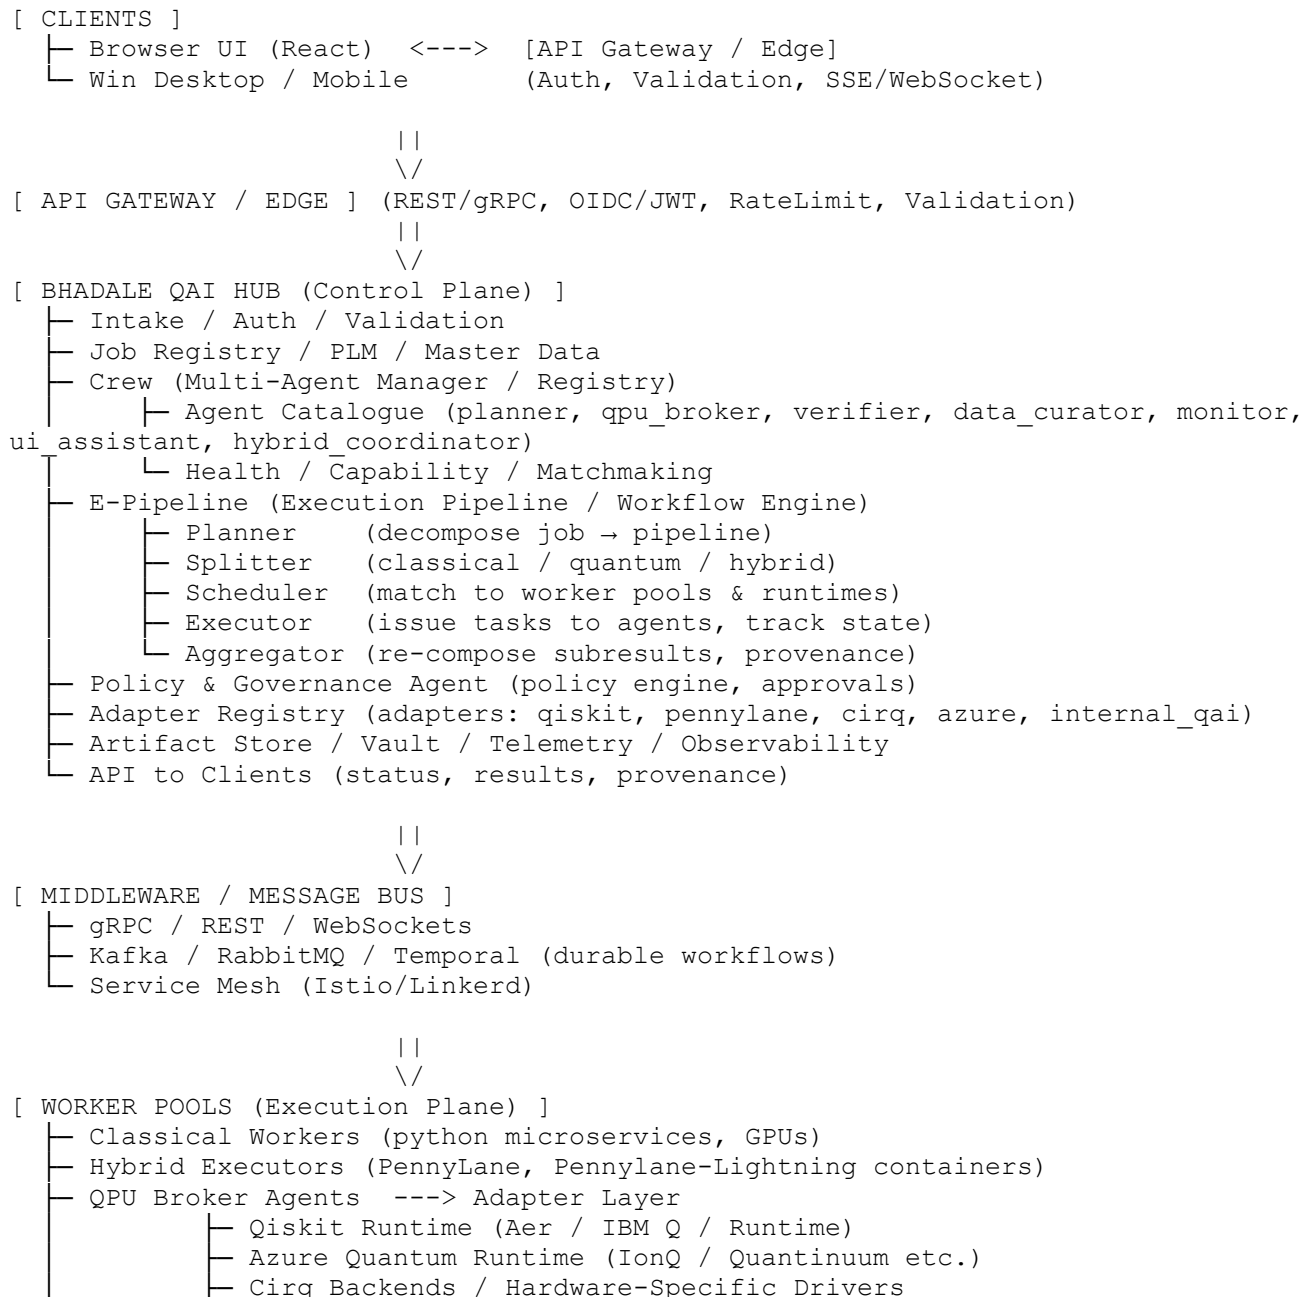 [ CLIENTS ]
├─ Browser UI (React) <---> [API Gateway / Edge]
└─ Win Desktop / Mobile (Auth, Validation, SSE/WebSocket)
||
\/
[ API GATEWAY / EDGE ] (REST/gRPC, OIDC/JWT, RateLimit, Validation)
||
\/
[ BHADALE QAI HUB (Control Plane) ]
├─ Intake / Auth / Validation
├─ Job Registry / PLM / Master Data
├─ Crew (Multi-Agent Manager / Registry)
│ ├─ Agent Catalogue (planner, qpu_broker, verifier, data_curator, monitor,
ui_assistant, hybrid_coordinator)
│ └─ Health / Capability / Matchmaking
├─ E-Pipeline (Execution Pipeline / Workflow Engine)
│ ├─ Planner (decompose job → pipeline)
│ ├─ Splitter (classical / quantum / hybrid)
│ ├─ Scheduler (match to worker pools & runtimes)
│ ├─ Executor (issue tasks to agents, track state)
│ └─ Aggregator (re-compose subresults, provenance)
├─ Policy & Governance Agent (policy engine, approvals)
├─ Adapter Registry (adapters: qiskit, pennylane, cirq, azure, internal_qai)
├─ Artifact Store / Vault / Telemetry / Observability
└─ API to Clients (status, results, provenance)
||
\/
[ MIDDLEWARE / MESSAGE BUS ]
├─ gRPC / REST / WebSockets
├─ Kafka / RabbitMQ / Temporal (durable workflows)
└─ Service Mesh (Istio/Linkerd)
||
\/
[ WORKER POOLS (Execution Plane) ]
├─ Classical Workers (python microservices, GPUs)
├─ Hybrid Executors (PennyLane, Pennylane-Lightning containers)
├─ QPU Broker Agents ---> Adapter Layer
│ ├─ Qiskit Runtime (Aer / IBM Q / Runtime)
│ ├─ Azure Quantum Runtime (IonQ / Quantinuum etc.)
│ ├─ Cirq Backends / Hardware-Specific Drivers